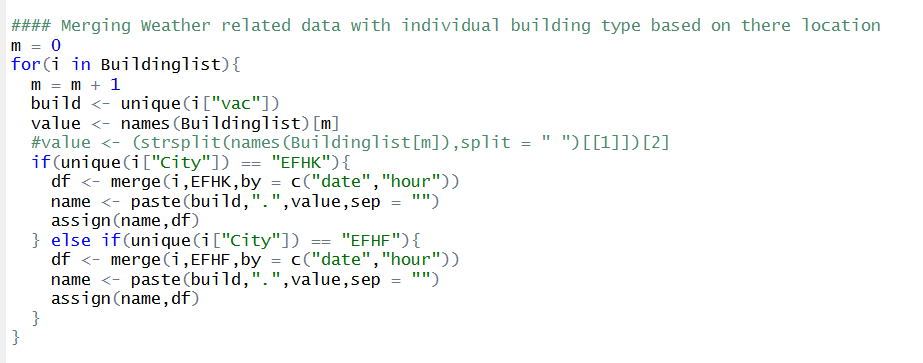 #### Merging Weather related data with individual building type based on there location
m = 0
for(i in Buildinglist){
  m = m + 1
  build <- unique(i["vac"])
  value <- names(Buildinglist)[m]
  #value <- (strsplit(names(Buildinglist[m]),split = " ")[[1]])[2]
  if(unique(i["City"]) == "EFHK"){
    df <- merge(i,EFHK,by = c("date","hour"))
    name <- paste(build,".",value,sep = "")
    assign(name,df)
  } else if(unique(i["City"]) == "EFHF"){
    df <- merge(i,EFHF,by = c("date","hour"))
    name <- paste(build,".",value,sep = "")
    assign(name,df)
  }
}